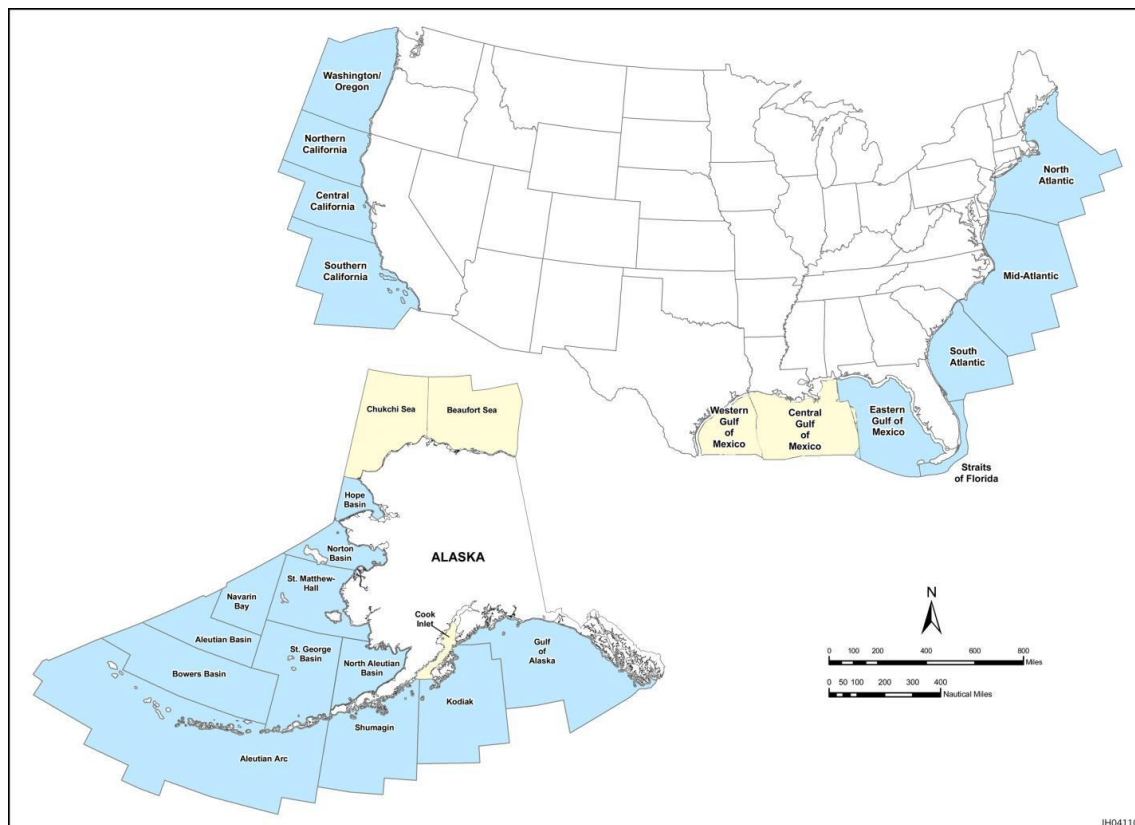 Washington/
Oregon
Northern
California
Central
California
Southern
California
North
Atlantic
Mid-Atlantic
South
Atlantic
Western
Gulf
of
Mexico
Central
Gulf
of
Mexico
Eastern
Gulf of
Mexico
Straits
of Florida
Chukchi Sea
Beaufort Sea
Hope
Basin
Norton
Basin
ALASKA
St. Matthew-
Hall
Navarin
Bay
Aleutian Basin
Cook
Inlet
St. George
Basin
North Aleutian
Basin
Gulf
of
Alaska
Bowers Basin
Kodiak
Shumagin
Aleutian Arc
N
0 100 200 400 600 800
Miles
0 50 100 200 300 400
Nautical Miles
JH04110